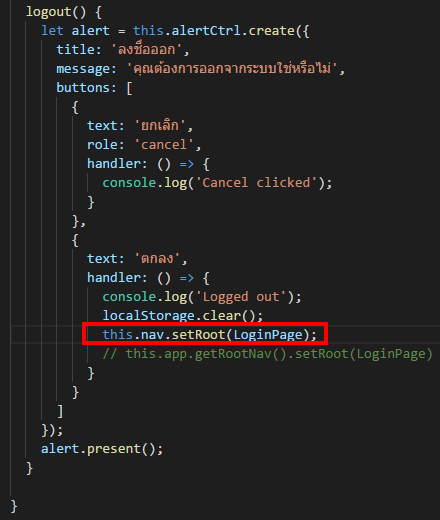 logout() {
let alert = this.alertCtrl.create({
title: 'ลงชื่อออก',
message: 'คุณต้องการออกจากระบบใช่หรือไม่',
buttons: [
{
text: 'ยกเลิก',
role: 'cancel',
handler: () => {
console.log('Cancel clicked');
}
},
{
text: 'ตกลง',
handler: () => {
console.log('Logged out');
localStorage.clear();
this.nav.setRoot(LoginPage);
// this.app.getRootNav().setRoot(LoginPage)
}
}
]
});
alert.present();
}
}